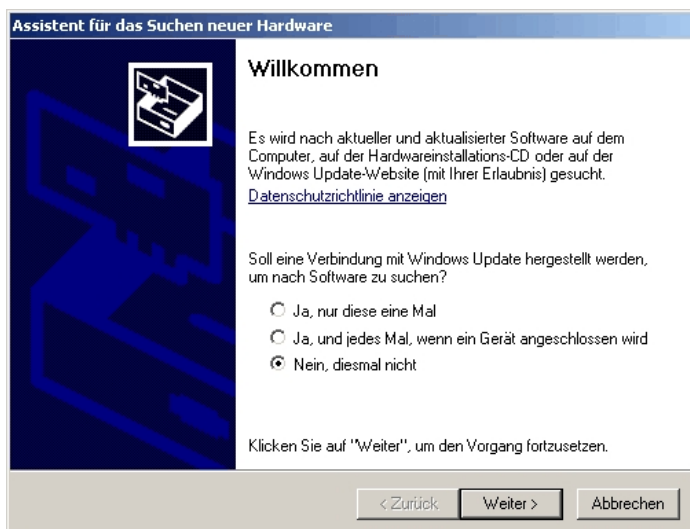 Assistent für das Suchen neuer Hardware
Willkommen
Es wird nach aktueller und aktualisierter Software auf dem
Computer, auf der Hardwareinstallations-CD oder auf der
Windows Update-Website (mit Ihrer Erlaubnis) gesucht.
Datenschutzrichtlinie anzeigen
Soll eine Verbindung mit Windows Update hergestellt werden,
um nach Software zu suchen?
Ja, nur diese eine Mal
Ja, und jedes Mal, wenn ein Gerät angeschlossen wird
Nein, diesmal nicht
Klicken Sie auf "Weiter", um den Vorgang fortzusetzen.
< Zurück Weiter > Abbrechen